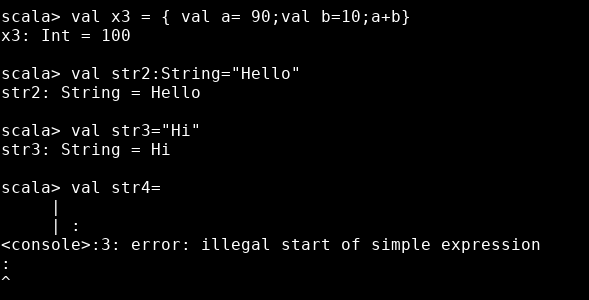 scala> val x3 = { val a= 90;val b=10;a+b}
x3: Int = 100
scala> val str2:String="Hello"
str2: String = Hello
scala> val str3="Hi"
str3: String = Hi
scala> val str4=
     |
     | :
<console>:3: error: illegal start of simple expression
:
^